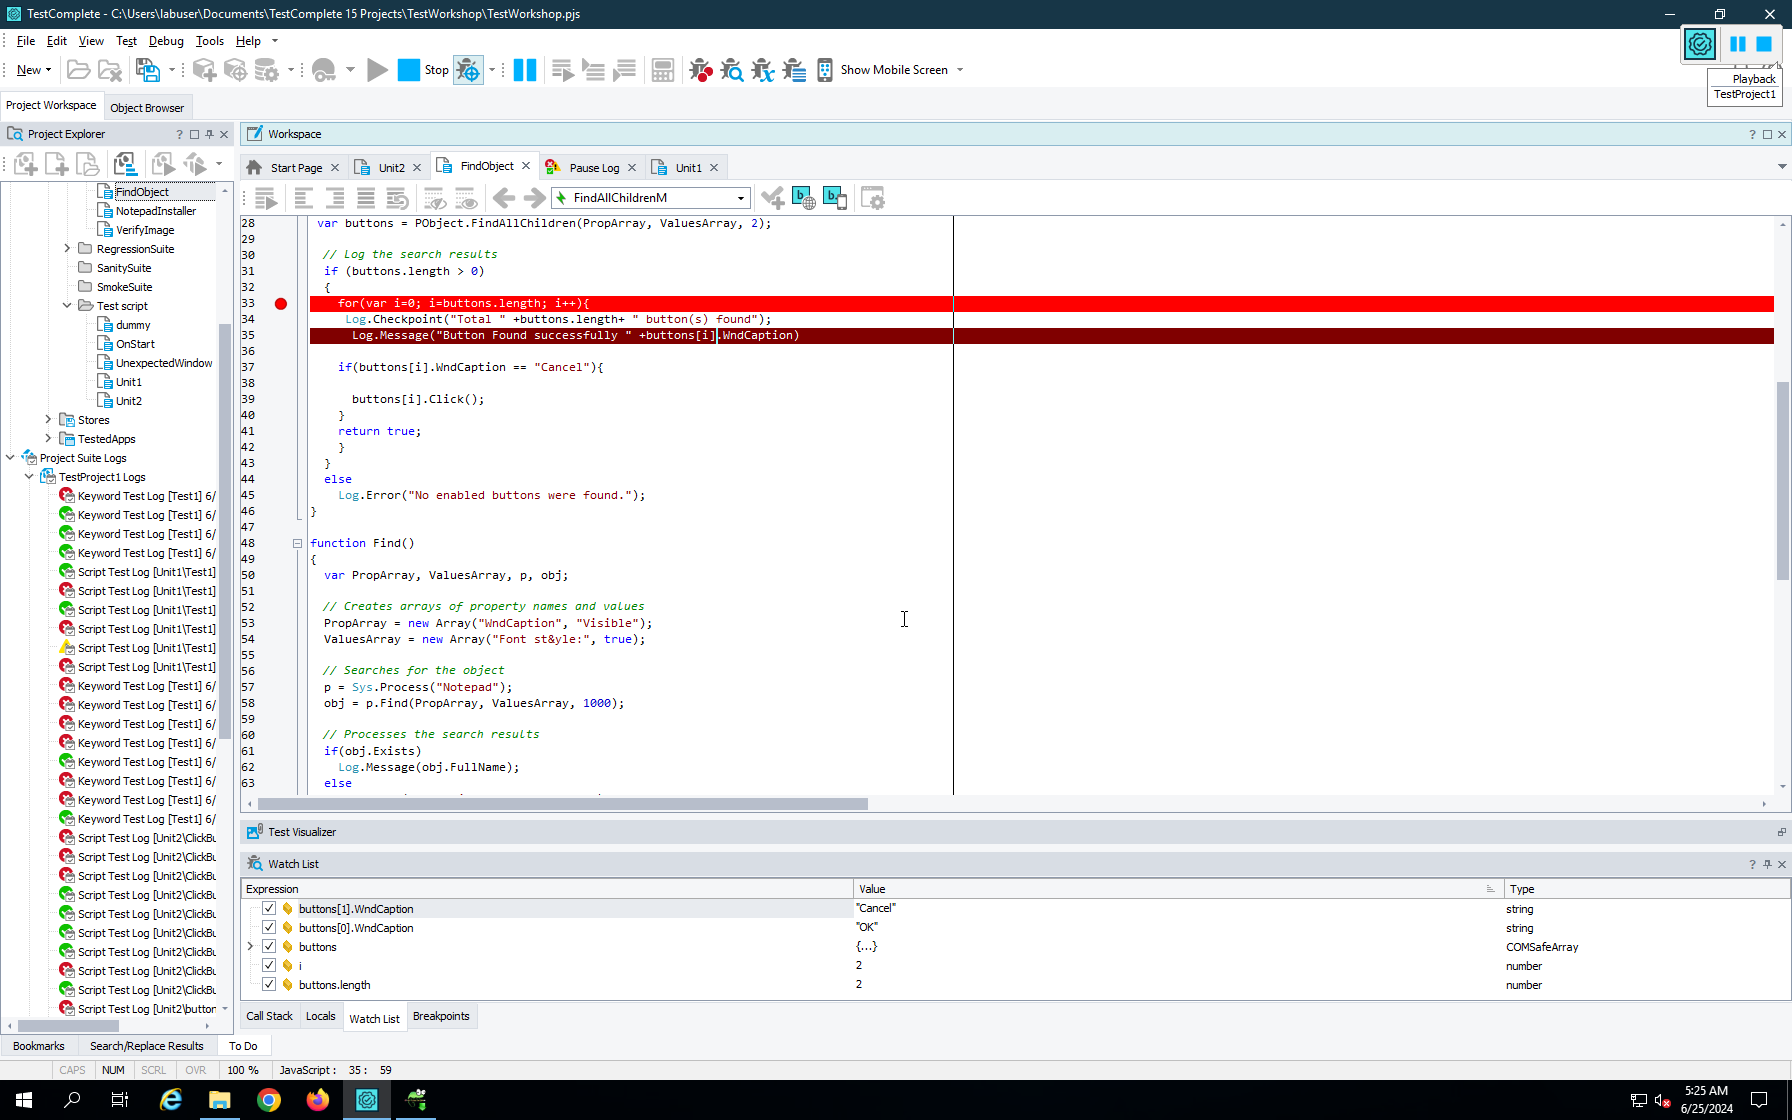 TestComplete - C:\Users\labuser\Documents\TestComplete 15 Projects\TestWorkshop\TestWorkshop.pjs
File Edit View Test Debug Tools Help
New Stop Show Mobile Screen
Playback
TestProject1
Project Workspace Object Browser
Project Explorer
Workspace
Start Page Unit2 FindObject Pause Log Unit1
FindAllChildrenM
FindObject
NotepadInstaller
VerifyImage
RegressionSuite
SanitySuite
SmokeSuite
Test script
dummy
OnStart
UnexpectedWindow
Unit1
Unit2
Stores
TestedApps
Project Suite Logs
TestProject1 Logs
Keyword Test Log [Test1] 6/
Keyword Test Log [Test1] 6/
Keyword Test Log [Test1] 6/
Keyword Test Log [Test1] 6/
Script Test Log [Unit1\Test1]
Script Test Log [Unit1\Test1]
Script Test Log [Unit1\Test1]
Script Test Log [Unit1\Test1]
Script Test Log [Unit1\Test1]
Script Test Log [Unit1\Test1]
Keyword Test Log [Test1] 6/
Keyword Test Log [Test1] 6/
Keyword Test Log [Test1] 6/
Keyword Test Log [Test1] 6/
Keyword Test Log [Test1] 6/
Keyword Test Log [Test1] 6/
Keyword Test Log [Test1] 6/
Keyword Test Log [Test1] 6/
Script Test Log [Unit2\ClickBu
Script Test Log [Unit2\ClickBu
Script Test Log [Unit2\ClickBu
Script Test Log [Unit2\ClickBu
Script Test Log [Unit2\ClickBu
Script Test Log [Unit2\ClickBu
Script Test Log [Unit2\ClickBu
Script Test Log [Unit2\ClickBu
Script Test Log [Unit2\ClickBu
Script Test Log [Unit2\button
28 var buttons = PObject.FindAllChildren(PropArray, ValuesArray, 2);
29
30 // Log the search results
31 if (buttons.length > 0)
32 {
33 for(var i=0; i=buttons.length; i++){
34 Log.Checkpoint("Total " +buttons.length+ " button(s) found");
35 Log.Message("Button Found successfully " +buttons[i].WndCaption)
36
37 if(buttons[i].WndCaption == "Cancel"){
38
39 buttons[i].Click();
40 }
41 return true;
42 }
43 }
44 else
45 Log.Error("No enabled buttons were found.");
46 }
47
48 function Find()
49 {
50 var PropArray, ValuesArray, p, obj;
51
52 // Creates arrays of property names and values
53 PropArray = new Array("WndCaption", "Visible");
54 ValuesArray = new Array("Font st&yle:", true);
55
56 // Searches for the object
57 p = Sys.Process("Notepad");
58 obj = p.Find(PropArray, ValuesArray, 1000);
59
60 // Processes the search results
61 if(obj.Exists)
62 Log.Message(obj.FullName);
63 else
Test Visualizer
Watch List
Expression Value Type
buttons[1].WndCaption "Cancel" string
buttons[0].WndCaption "OK" string
buttons {...} COMSafeArray
i 2 number
buttons.length 2 number
Call Stack Locals Watch List Breakpoints
Bookmarks Search/Replace Results To Do
CAPS NUM SCRL OVR 100 % JavaScript : 35 : 59
5:25 AM
6/25/2024